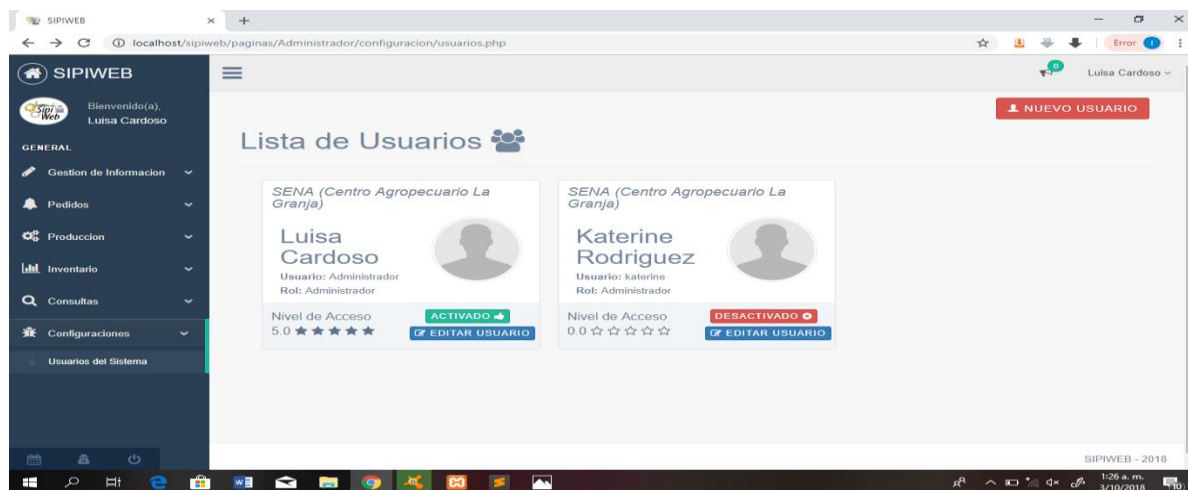 SIPIWEB
localhost/sipiweb/paginas/Administrador/configuracion/usuarios.php
Error
SIPIWEB
0
Luisa Cardoso
Sipi Web
Bienvenido(a),
Luisa Cardoso
NUEVO USUARIO
GENERAL
Lista de Usuarios
Gestion de Informacion
Pedidos
Produccion
Inventario
Consultas
Configuraciones
Usuarios del Sistema
SENA (Centro Agropecuario La
Granja)
Luisa
Cardoso
Usuario: Administrador
Rol: Administrador
Nivel de Acceso
ACTIVADO
5.0
EDITAR USUARIO
SENA (Centro Agropecuario La
Granja)
Katerine
Rodriguez
Usuario: katerine
Rol: Administrador
Nivel de Acceso
DESACTIVADO
0.0
EDITAR USUARIO
SIPIWEB - 2018
1:26 a. m.
3/10/2018